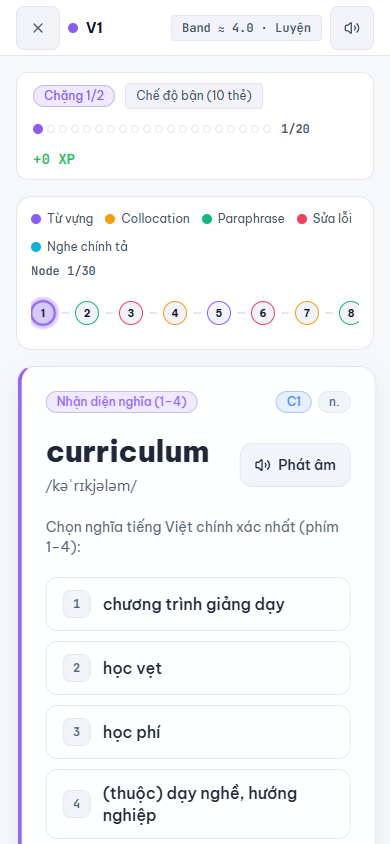 V1
Band ≈ 4.0 · Luyện
Chặng 1/2
Chế độ bận (10 thẻ)
1/20
+0 XP
Từ vựng
Collocation
Paraphrase
Sửa lỗi
Nghe chính tả
Node 1/30
1
2
3
4
5
6
7
8
Nhận diện nghĩa (1–4)
C1
n.
curriculum
Phát âm
/kəˈrɪkjələm/
Chọn nghĩa tiếng Việt chính xác nhất (phím
1–4):
1
chương trình giảng dạy
2
học vẹt
3
học phí
4
(thuộc) dạy nghề, hướng
nghiệp